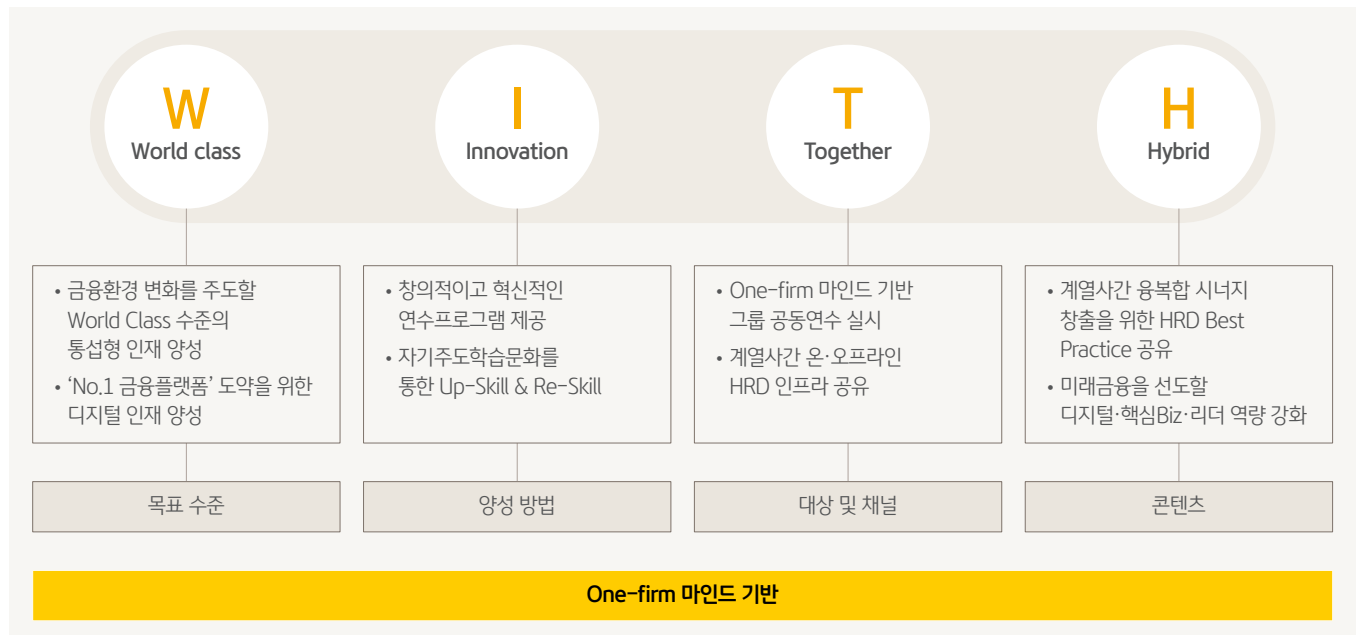 W
World class
I
Innovation
T
Together
H
Hybrid
• 금융환경 변화를 주도할
World Class 수준의
통섭형 인재 양성
• ‘No.1 금융플랫폼’ 도약을 위한
디지털 인재 양성
• 창의적이고 혁신적인
연수프로그램 제공
• 자기주도학습문화를
통한 Up-Skill & Re-Skill
• One-firm 마인드 기반
그룹 공동연수 실시
• 계열사간 온·오프라인
HRD 인프라 공유
• 계열사간 융복합 시너지
창출을 위한 HRD Best
Practice 공유
• 미래금융을 선도할
디지털·핵심Biz·리더 역량 강화
목표 수준
양성 방법
대상 및 채널
콘텐츠
One-firm 마인드 기반